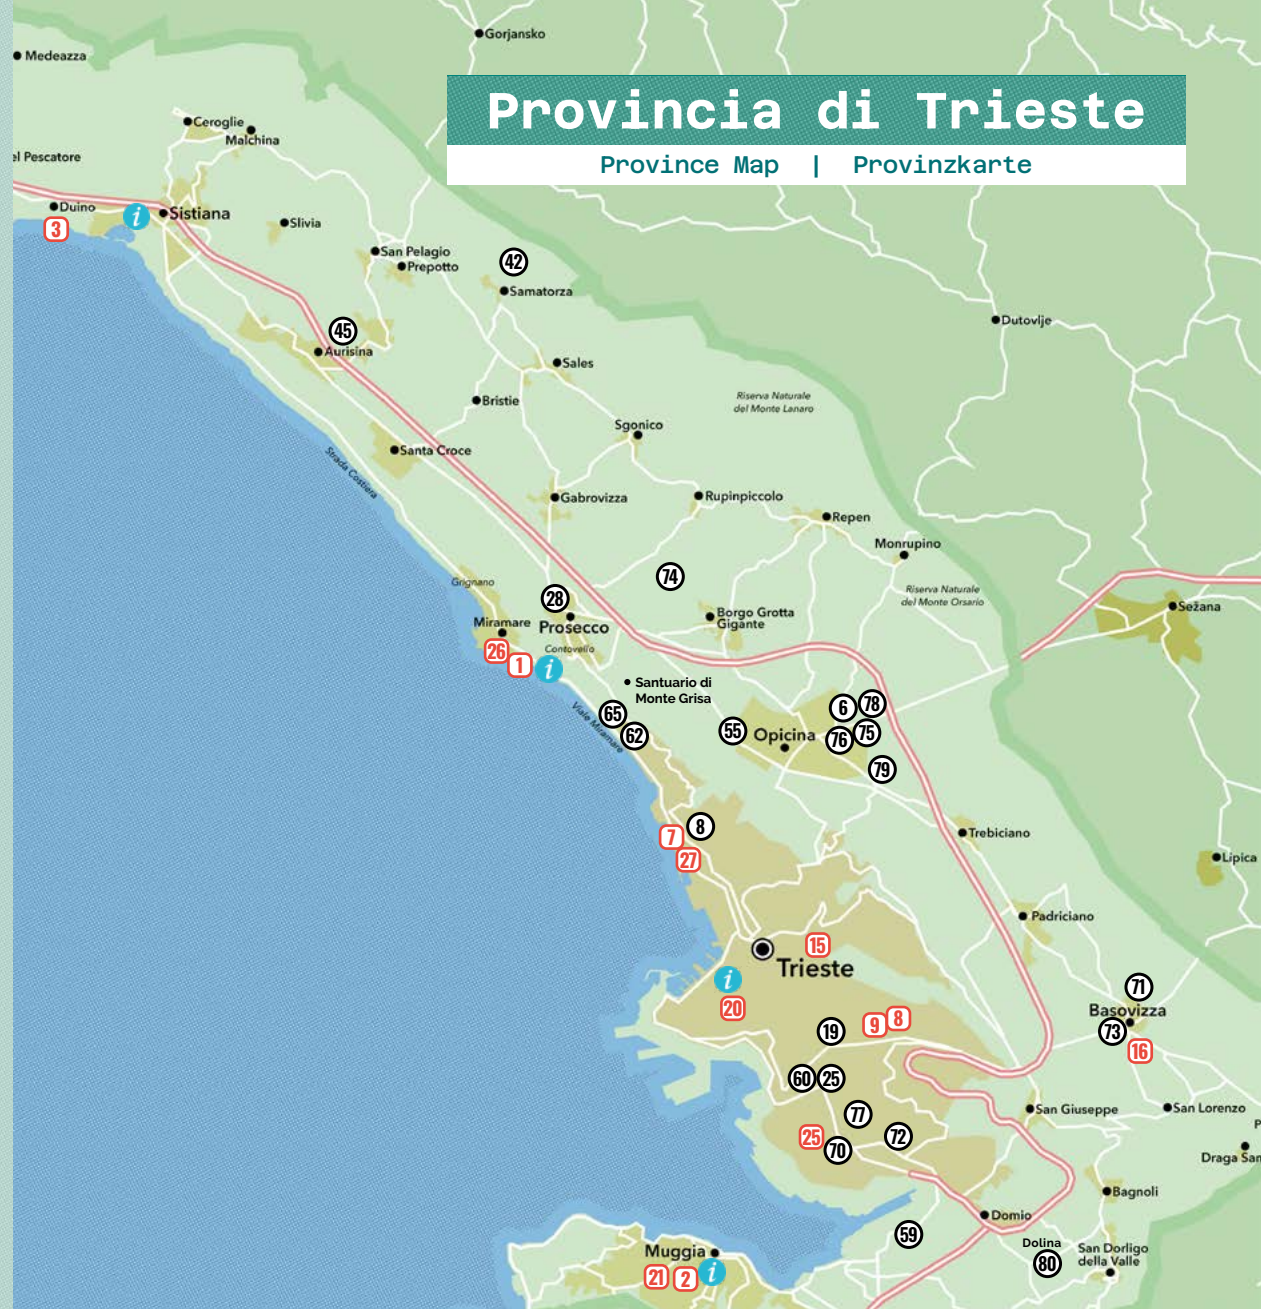 Gorjansko
Medeazza
Provincia di Trieste
Province Map | Provinzkarte
Ceroglie
Malchina
el Pescatore
Duino
3
i
Sistiana
Slivia
San Pelagio
Prepotto
42
Samatorza
Dutovlje
45
Aurisina
Sales
Bristie
Riserva Naturale
del Monte Lanaro
Sgonico
Santa Croce
Strada Costiera
Gabrovizza
Rupinpiccolo
Repen
Monrupino
74
Grignano
28
Riserva Naturale
del Monte Orsario
Sežana
Miramare
Prosecco
Borgo Grotta
Gigante
26
1
i
Contovello
Santuario di
Monte Grisa
65
62
Viale Miramare
55
Opicina
6
78
76
75
79
7
8
27
Trebiciano
Lipica
Padriciano
15
Trieste
i
20
71
Basovizza
73
16
19
9
8
60
25
77
25
70
72
San Giuseppe
San Lorenzo
P
Draga San
Bagnoli
Domio
59
Dolina
80
San Dorligo
della Valle
Muggia
21
2
i